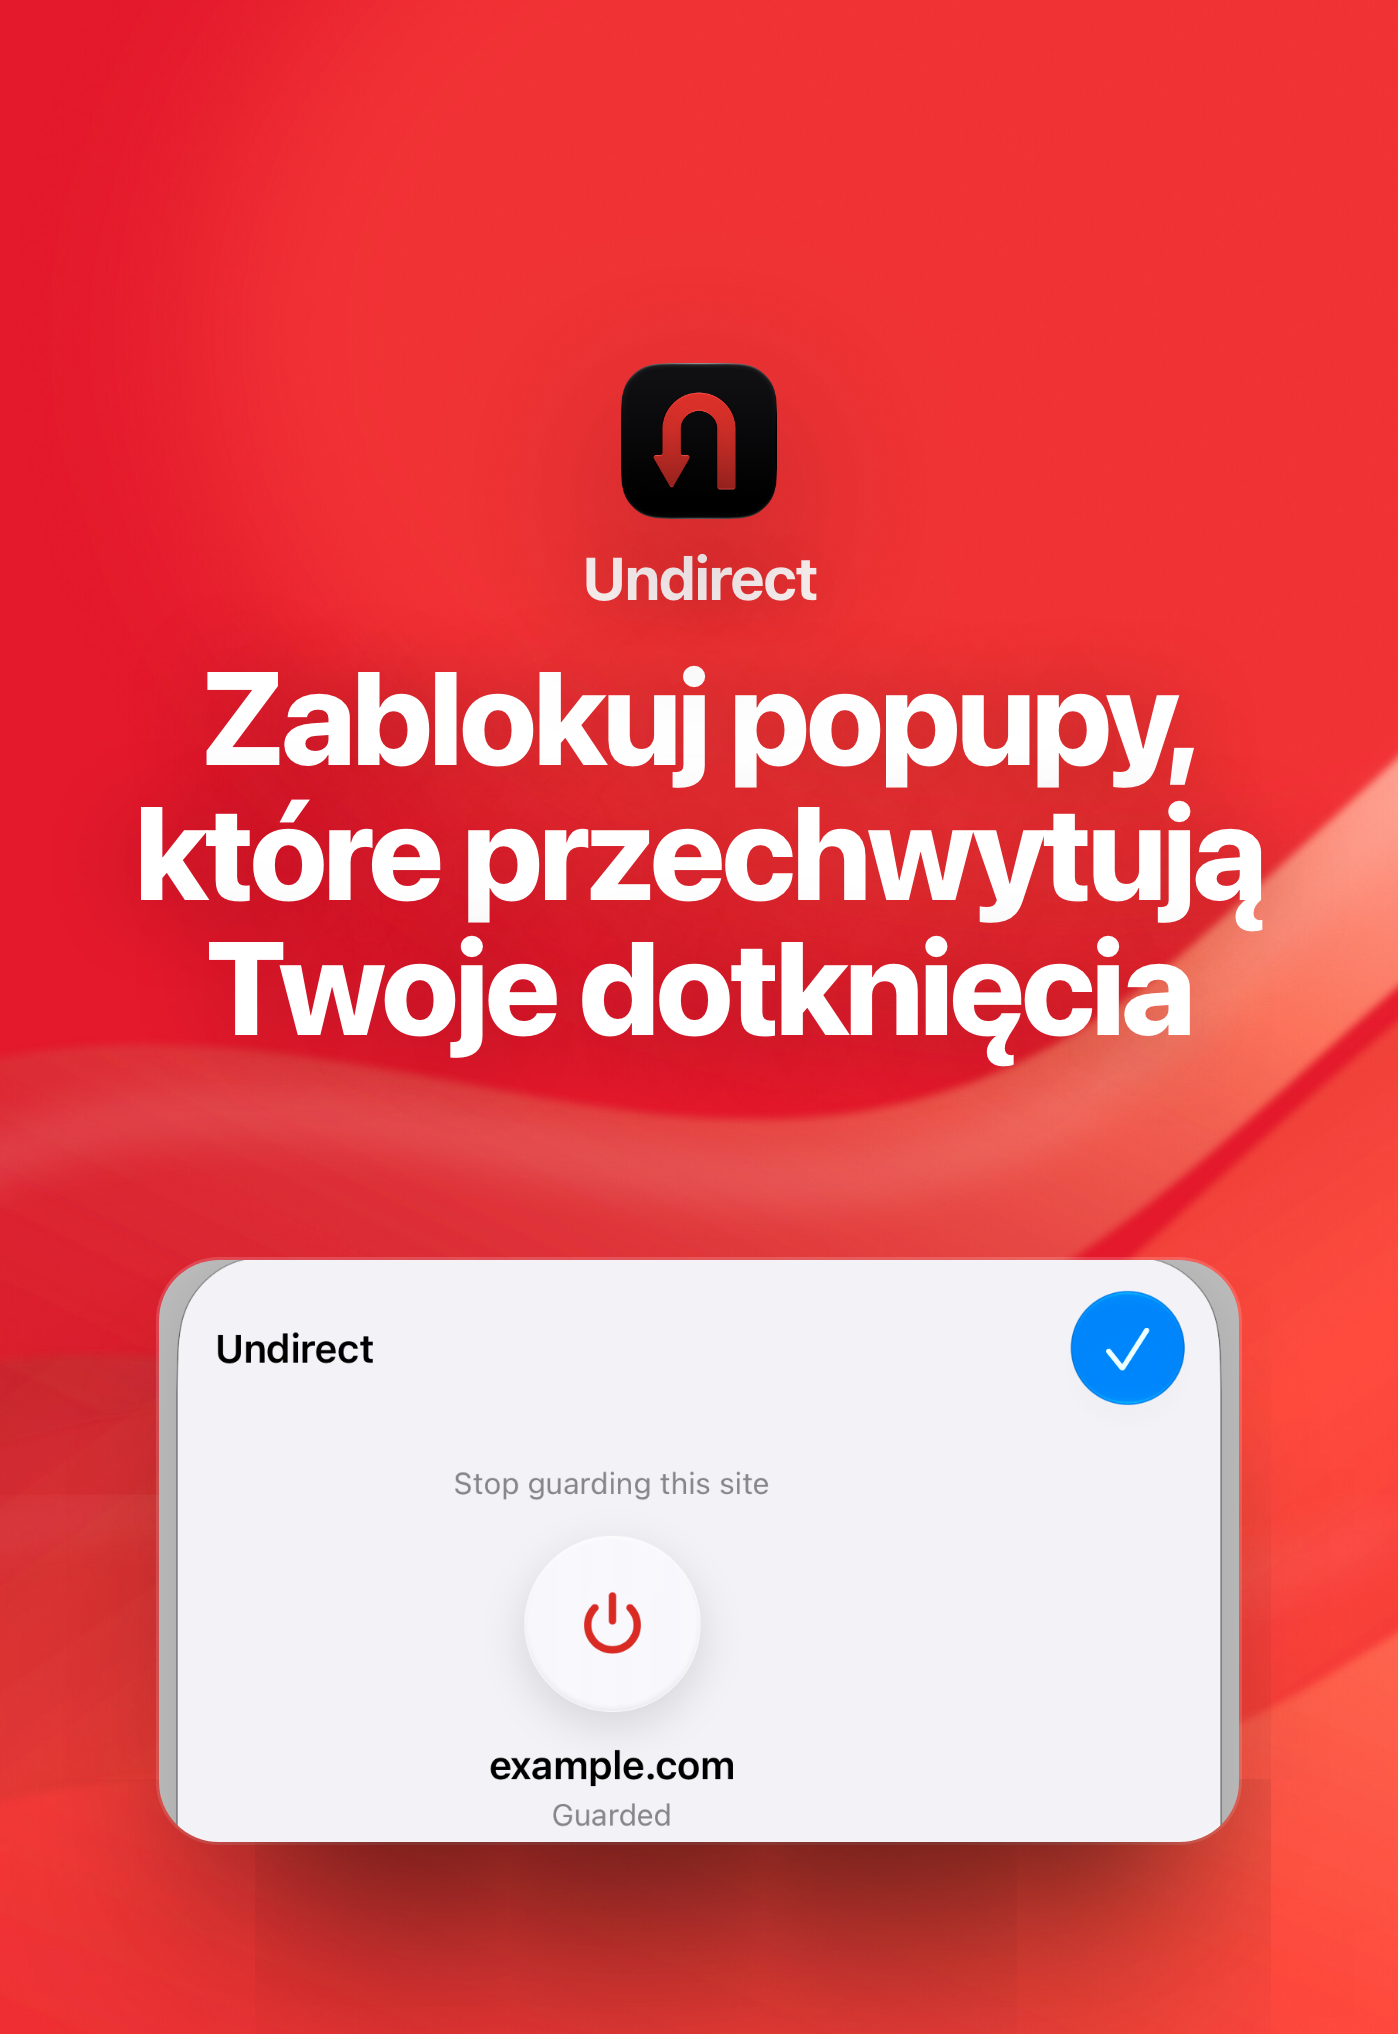 Undirect
Zablokuj popupy,
które przechwytują
Twoje dotknięcia
Undirect
Stop guarding this site
example.com
Guarded